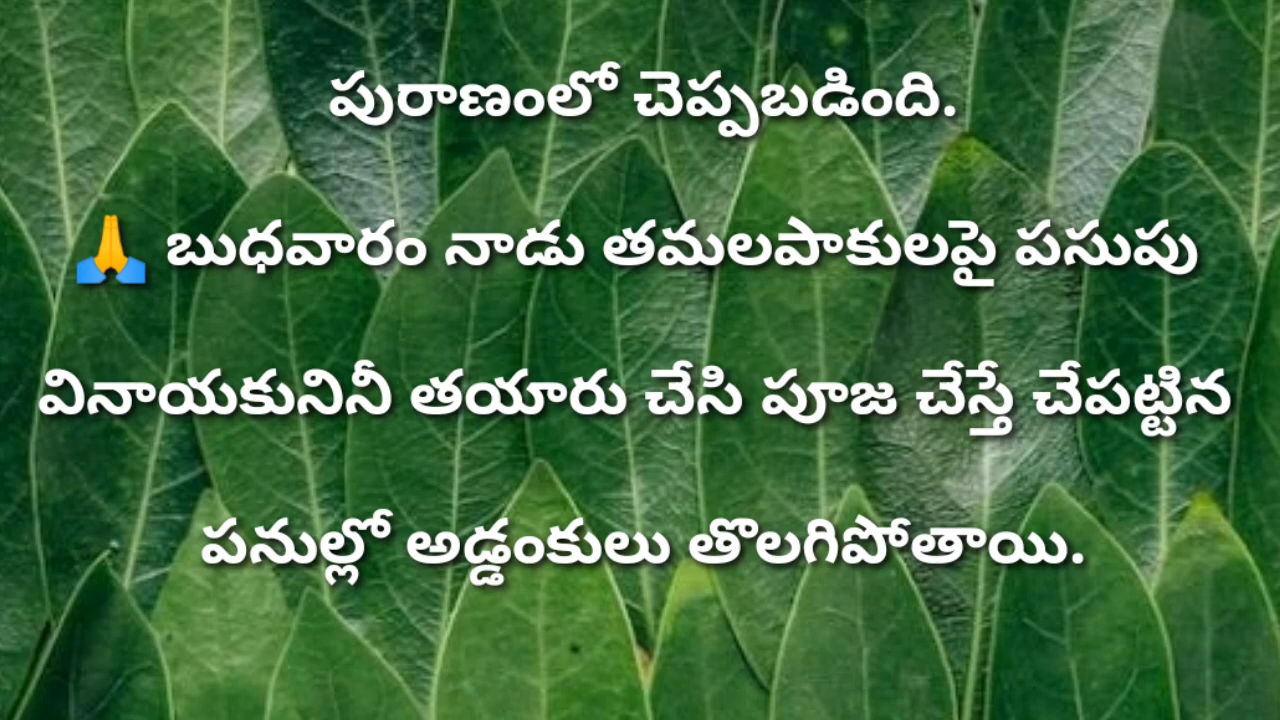 పురాణంలో చెప్పబడింది.
🙏 బుధవారం నాడు తమలపాకులపై పసుపు
వినాయకునినీ తయారు చేసి పూజ చేస్తే చేపట్టిన
పనుల్లో అడ్డంకులు తొలగిపోతాయి.